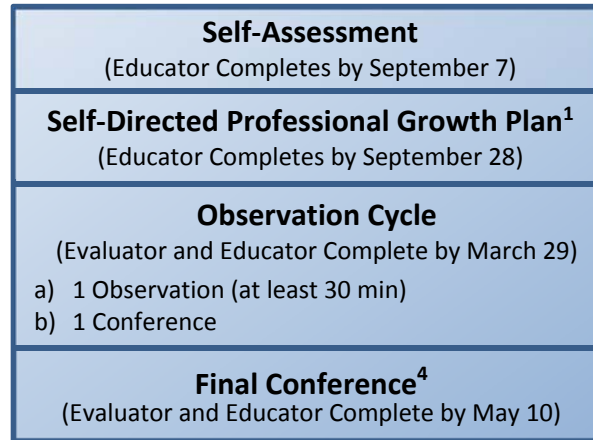 Self-Assessment
(Educator Completes by September 7)
Self-Directed Professional Growth Plan¹
(Educator Completes by September 28)
Observation Cycle
(Evaluator and Educator Complete by March 29)
a) 1 Observation (at least 30 min)
b) 1 Conference
Final Conference⁴
(Evaluator and Educator Complete by May 10)